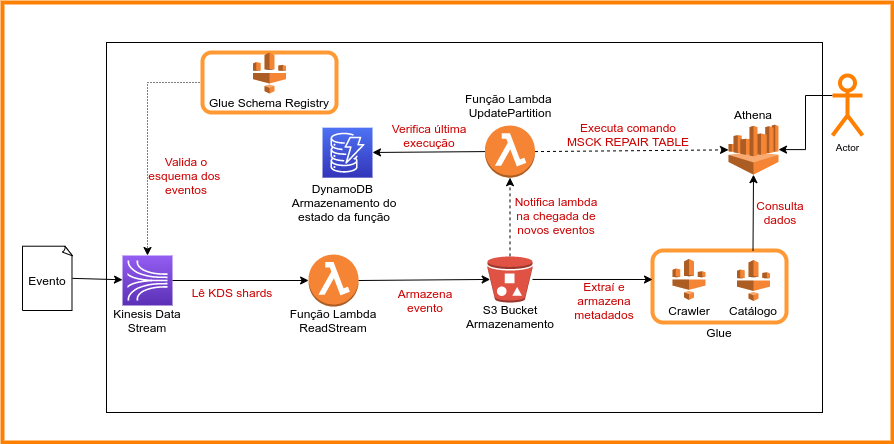 Glue Schema Registry
Função Lambda
UpdatePartition
Athena
Actor
Verifica última
execução
Executa comando
MSCK REPAIR TABLE
Valida o
esquema dos
eventos
DynamoDB
Armazenamento do
estado da função
Notifica lambda
na chegada de
novos eventos
Consulta
dados
Evento
Lê KDS shards
Armazena
evento
Extraí e
armazena
metadados
Crawler
Catálogo
Glue
Kinesis Data
Stream
Função Lambda
ReadStream
S3 Bucket
Armazenamento